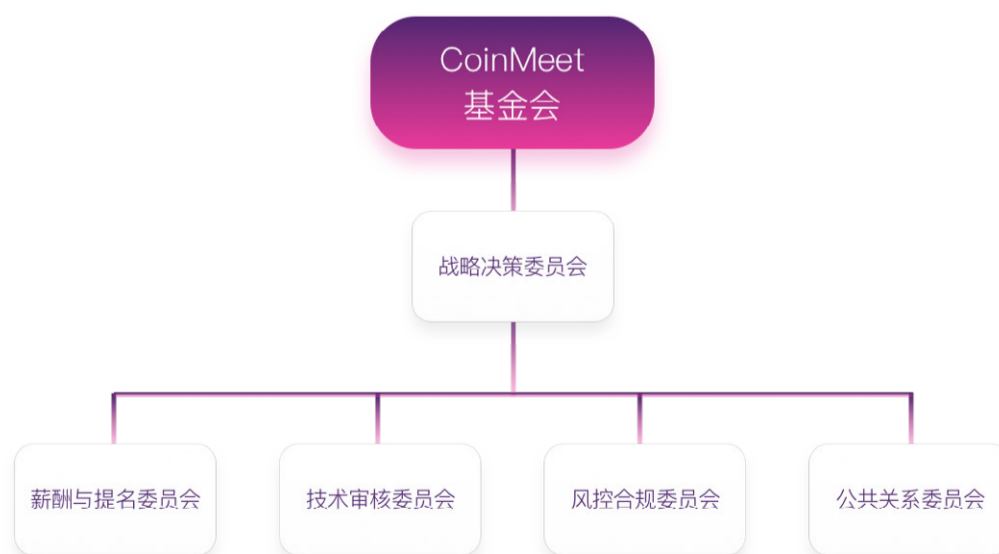 CoinMeet
基金会
战略决策委员会
薪酬与提名委员会
技术审核委员会
风控合规委员会
公共关系委员会